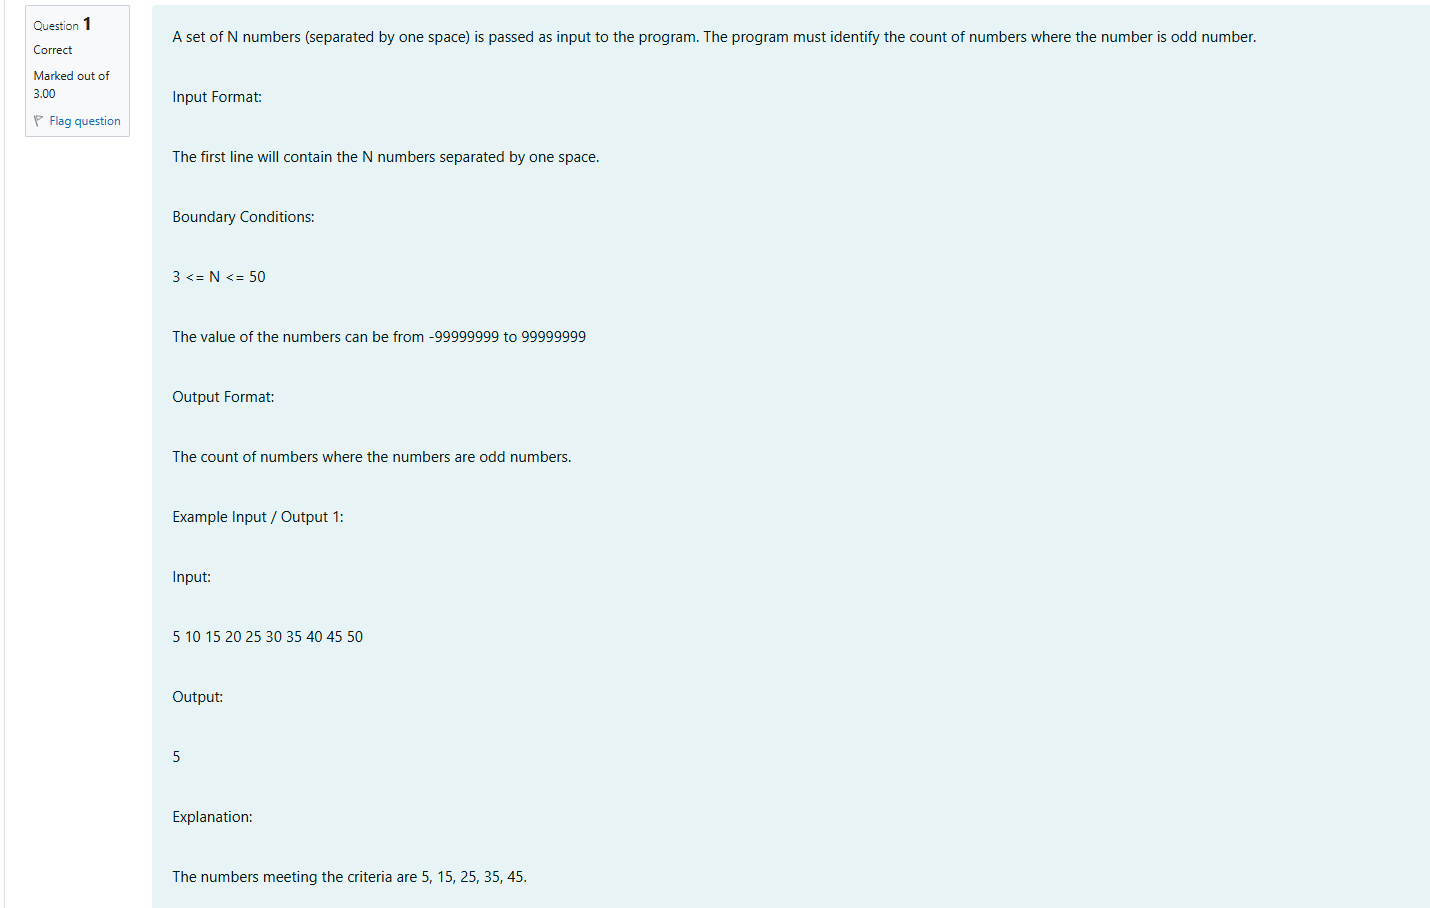 Question 1
Correct
Marked out of
3.00
Flag question
A set of N numbers (separated by one space) is passed as input to the program. The program must identify the count of numbers where the number is odd number.
Input Format:
The first line will contain the N numbers separated by one space.
Boundary Conditions:
3 <= N <= 50
The value of the numbers can be from -99999999 to 99999999
Output Format:
The count of numbers where the numbers are odd numbers.
Example Input / Output 1:
Input:
5 10 15 20 25 30 35 40 45 50
Output:
5
Explanation:
The numbers meeting the criteria are 5, 15, 25, 35, 45.